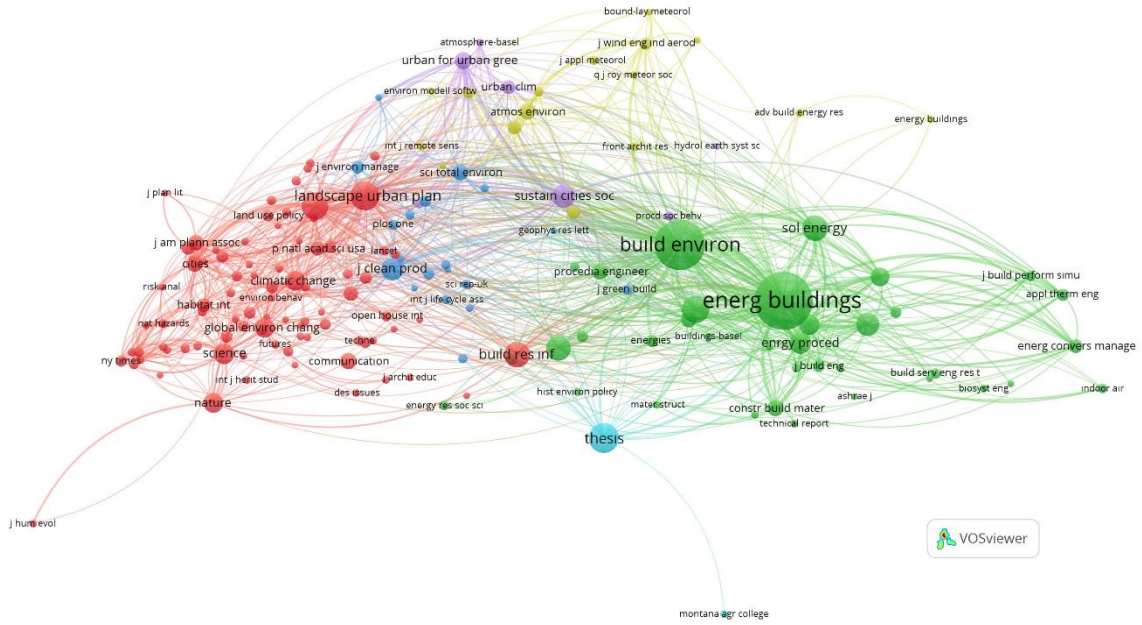 bound-lay meteorol
atmosphere-basel
j wind eng ind aerod
urban for urban gree
j appl meteorol
q j roy meteor soc
environ modell softw
urban clim
atmos environ
adv build energy res
energy buildings
int j remote sens
front archit res
hydrol earth syst sc
j environ manage
sci total environ
j plan lit
landscape urban plan
sustain cities soc
land use policy
plos one
procd soc behv
sol energy
geophys res lett
j am plann assoc
p natl acad sci usa
lancet
build environ
cities
j clean prod
procedia engineer
j build perform simu
risk anal
climatic change
sci rep-uk
j green build
appl therm eng
environ behav
int j life cycle ass
energ buildings
habitat int
nat hazards
open house int
global environ chang
techne
energies
buildings-basel
enrgy proced
futures
energ convers manage
ny times
science
communication
build res inf
j build eng
int j herit stud
j archit educ
build serv eng res t
des issues
hist environ policy
biosyst eng
indoor air
nature
energy res soc sci
mater struct
constr build mater
ashrae j
technical report
thesis
j hum evol
VOSviewer
montana agr college